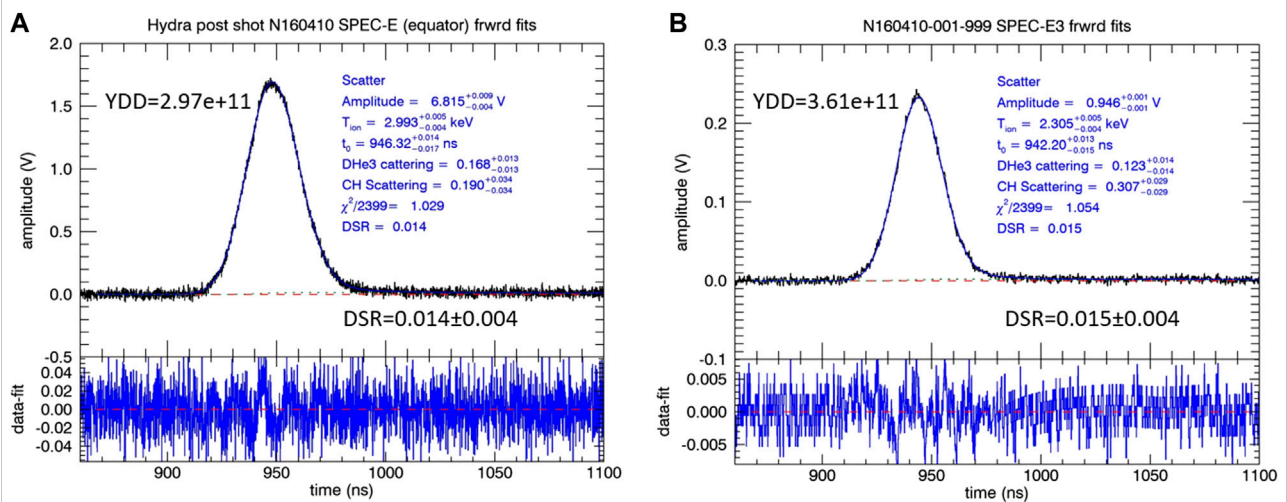 A
Hydra post shot N160410 SPEC-E (equator) frwrd fits
2.0
1.5
1.0
0.5
0.0
-0.5
amplitude (V)
YDD=2.97e+11
Scatter
Amplitude = 6.815 +0.009 -0.004 V
Tion = 2.993 +0.005 -0.004 keV
t0 = 946.32 +0.014 -0.017 ns
DHe3 cattering = 0.168 +0.013 -0.013
CH Scattering = 0.190 +0.034 -0.034
χ²/2399= 1.029
DSR = 0.014
DSR=0.014±0.004
0.04
0.02
0.00
-0.02
-0.04
data-fit
900 950 1000 1050 1100
time (ns)
B
N160410-001-999 SPEC-E3 frwrd fits
0.3
0.2
0.1
0.0
-0.1
amplitude (V)
YDD=3.61e+11
Scatter
Amplitude = 0.946 +0.001 -0.001 V
Tion = 2.305 +0.005 -0.004 keV
t0 = 942.20 +0.013 -0.015 ns
DHe3 cattering = 0.123 +0.014 -0.014
CH Scattering = 0.307 +0.029 -0.029
χ²/2399= 1.054
DSR = 0.015
DSR=0.015±0.004
0.005
0.000
-0.005
data-fit
900 950 1000 1050 1100
time (ns)